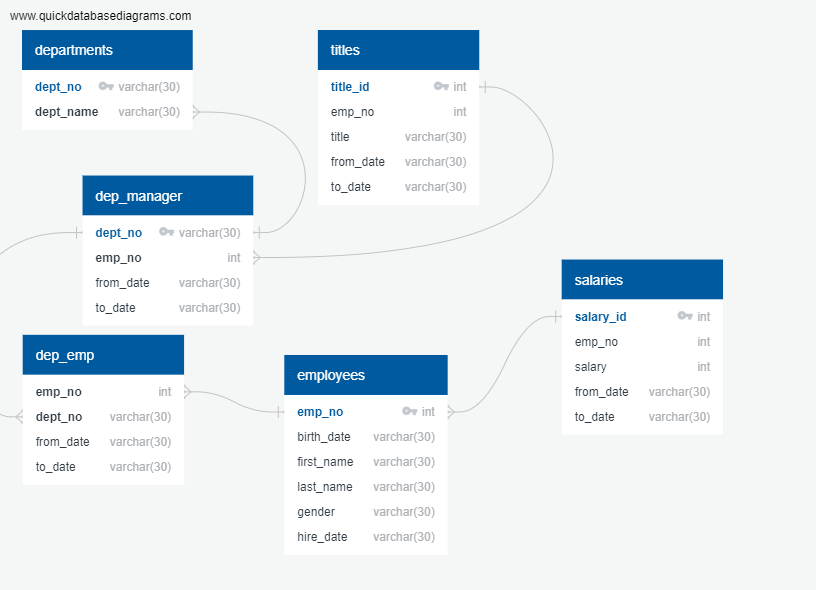 www.quickdatabasediagrams.com
departments
dept_no varchar(30)
dept_name varchar(30)
titles
title_id int
emp_no int
title varchar(30)
from_date varchar(30)
to_date varchar(30)
dep_manager
dept_no varchar(30)
emp_no int
from_date varchar(30)
to_date varchar(30)
salaries
salary_id int
emp_no int
salary int
from_date varchar(30)
to_date varchar(30)
dep_emp
emp_no int
dept_no varchar(30)
from_date varchar(30)
to_date varchar(30)
employees
emp_no int
birth_date varchar(30)
first_name varchar(30)
last_name varchar(30)
gender varchar(30)
hire_date varchar(30)